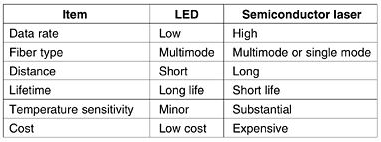 Item LED Semiconductor laser
Data rate Low High
Fiber type Multimode Multimode or single mode
Distance Short Long
Lifetime Long life Short life
Temperature sensitivity Minor Substantial
Cost Low cost Expensive